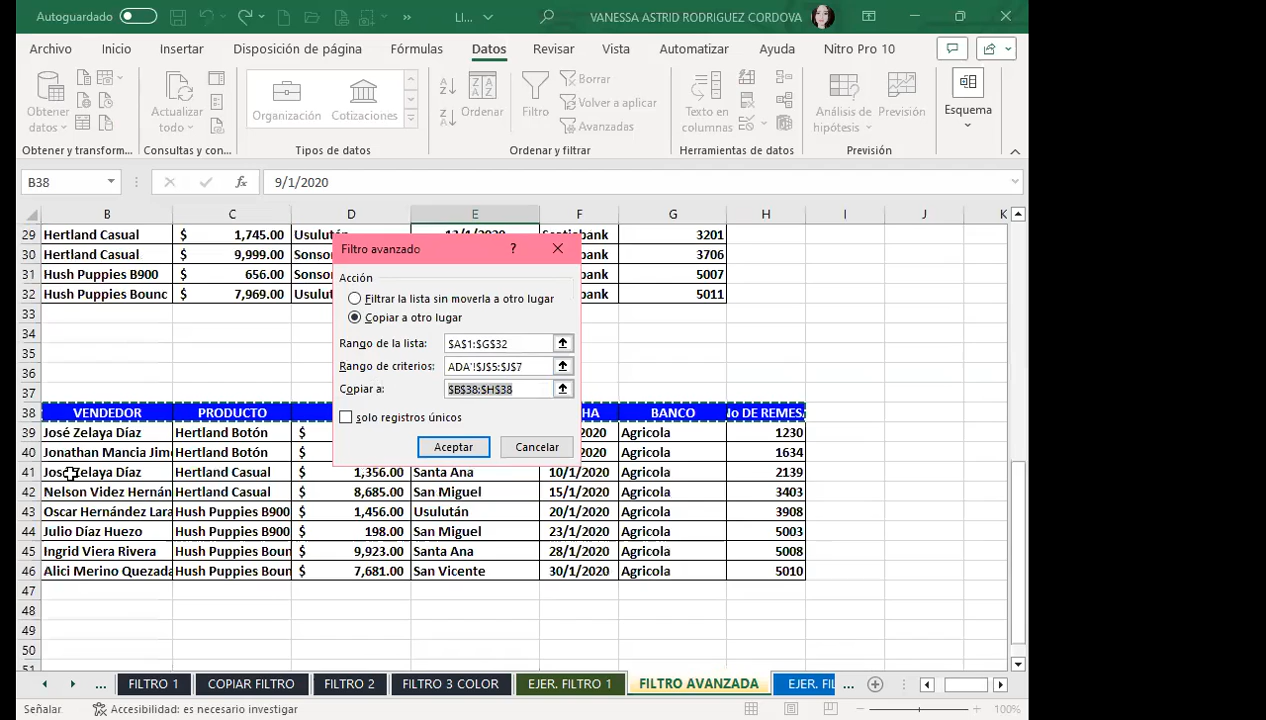 Autoguardado
LI...
VANESSA ASTRID RODRIGUEZ CORDOVA
Archivo Inicio Insertar Disposición de página Fórmulas Datos Revisar Vista Automatizar Ayuda Nitro Pro 10
Obtener datos
Actualizar todo
Organización
Cotizaciones
Ordenar
Filtro
Borrar
Volver a aplicar
Avanzadas
Texto en columnas
Análisis de hipótesis
Previsión
Esquema
Obtener y transform... Consultas y con... Tipos de datos Ordenar y filtrar Herramientas de datos Previsión
B38 fx 9/1/2020
B C D E F G H I J K
29 Hertland Casual $ 1,745.00 Usulután 13/1/2020 Scotiabank 3201
30 Hertland Casual $ 9,999.00 Sonson bank 3706
31 Hush Puppies B900 $ 656.00 Sonson bank 5007
32 Hush Puppies Bounc $ 7,969.00 Usulut bank 5011
33
34
35
36
37
Filtro avanzado ?
Acción
Filtrar la lista sin moverla a otro lugar
Copiar a otro lugar
Rango de la lista: $A$1:$G$32
Rango de criterios: ADA'!$J$5:$J$7
Copiar a: $B$38:$H$38
solo registros únicos
Aceptar Cancelar
38 VENDEDOR PRODUCTO HA BANCO No DE REMES
39 José Zelaya Díaz Hertland Botón $ /2020 Agricola 1230
40 Jonathan Mancia Jim Hertland Botón $ /2020 Agricola 1634
41 José Zelaya Díaz Hertland Casual $ 1,356.00 Santa Ana 10/1/2020 Agricola 2139
42 Nelson Videz Hernán Hertland Casual $ 8,685.00 San Miguel 15/1/2020 Agricola 3403
43 Oscar Hernández Lara Hush Puppies B900 $ 1,456.00 Usulután 20/1/2020 Agricola 3908
44 Julio Díaz Huezo Hush Puppies B900 $ 198.00 San Miguel 23/1/2020 Agricola 5003
45 Ingrid Viera Rivera Hush Puppies Boun $ 9,923.00 Santa Ana 28/1/2020 Agricola 5008
46 Alici Merino Quezada Hush Puppies Boun $ 7,681.00 San Vicente 30/1/2020 Agricola 5010
47
48
49
50
51
... FILTRO 1 COPIAR FILTRO FILTRO 2 FILTRO 3 COLOR EJER. FILTRO 1 FILTRO AVANZADA EJER. FIL ...
Señalar Accesibilidad: es necesario investigar 100%